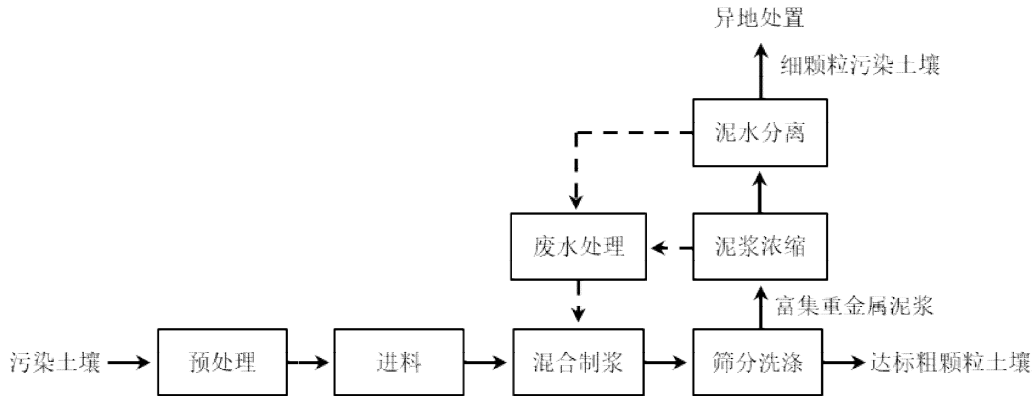 异地处置
细颗粒污染土壤
泥水分离
废水处理
泥浆浓缩
富集重金属泥浆
污染土壤
预处理
进料
混合制浆
筛分洗涤
达标粗颗粒土壤